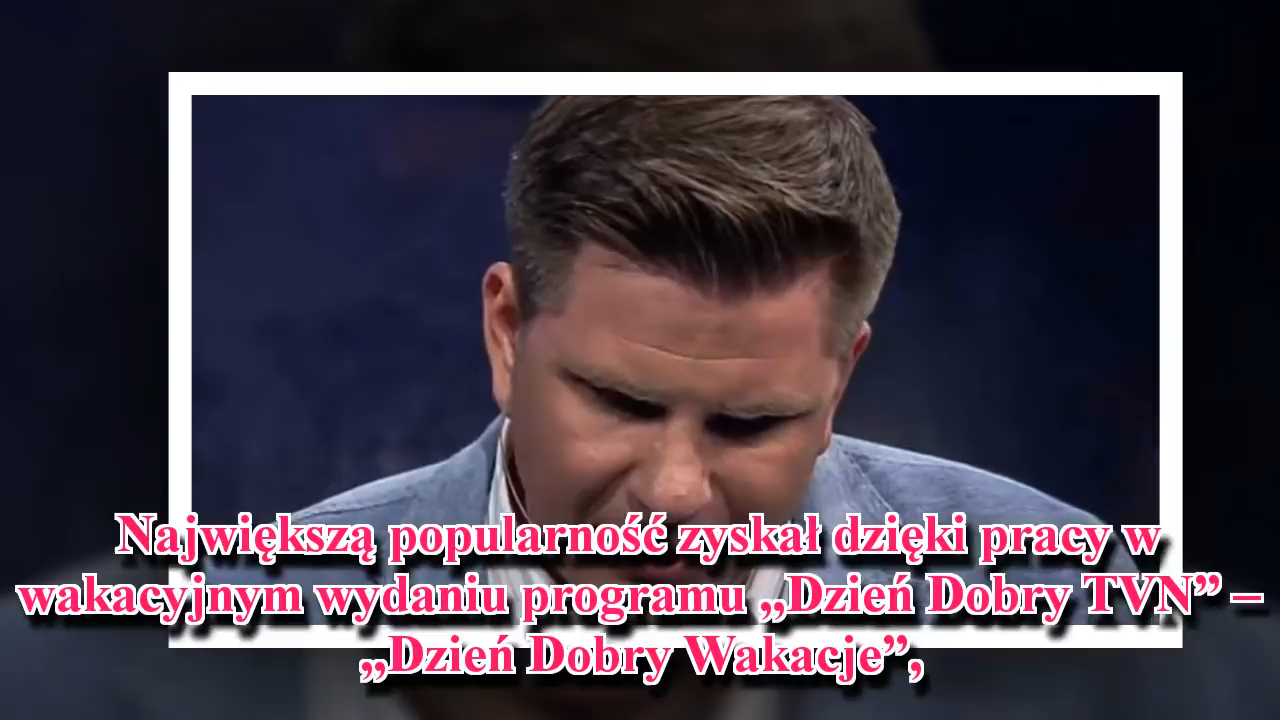 Największą popularność zyskał dzięki pracy w
wakacyjnym wydaniu programu „Dzień Dobry TVN” –
„Dzień Dobry Wakacje”,